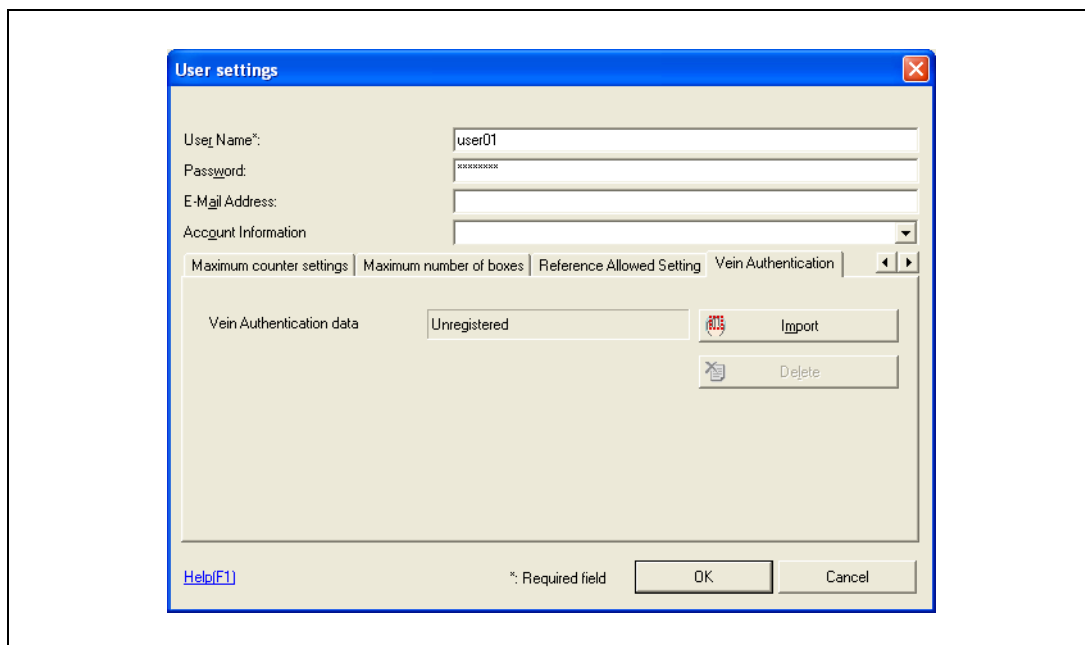 User settings
User Name*:
user01
Password:
********
E-Mail Address:
Account Information
Maximum counter settings Maximum number of boxes Reference Allowed Setting Vein Authentication
Vein Authentication data Unregistered Import
Delete
Help(F1) *: Required field OK Cancel